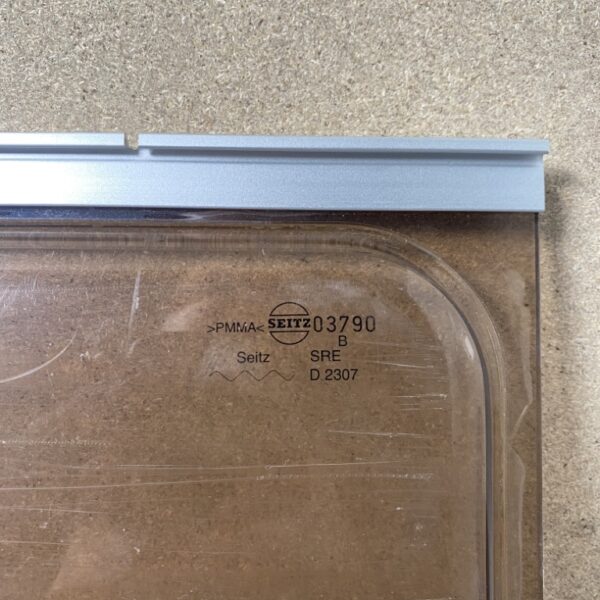 >PMMA< SEITZ 03790
B
Seitz SRE
D 2307